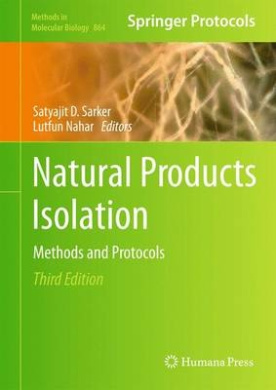 Methods in
Molecular Biology 864
Springer Protocols
Satyajit D. Sarker
Lutfun Nahar Editors
Natural Products
Isolation
Methods and Protocols
Third Edition
Humana Press